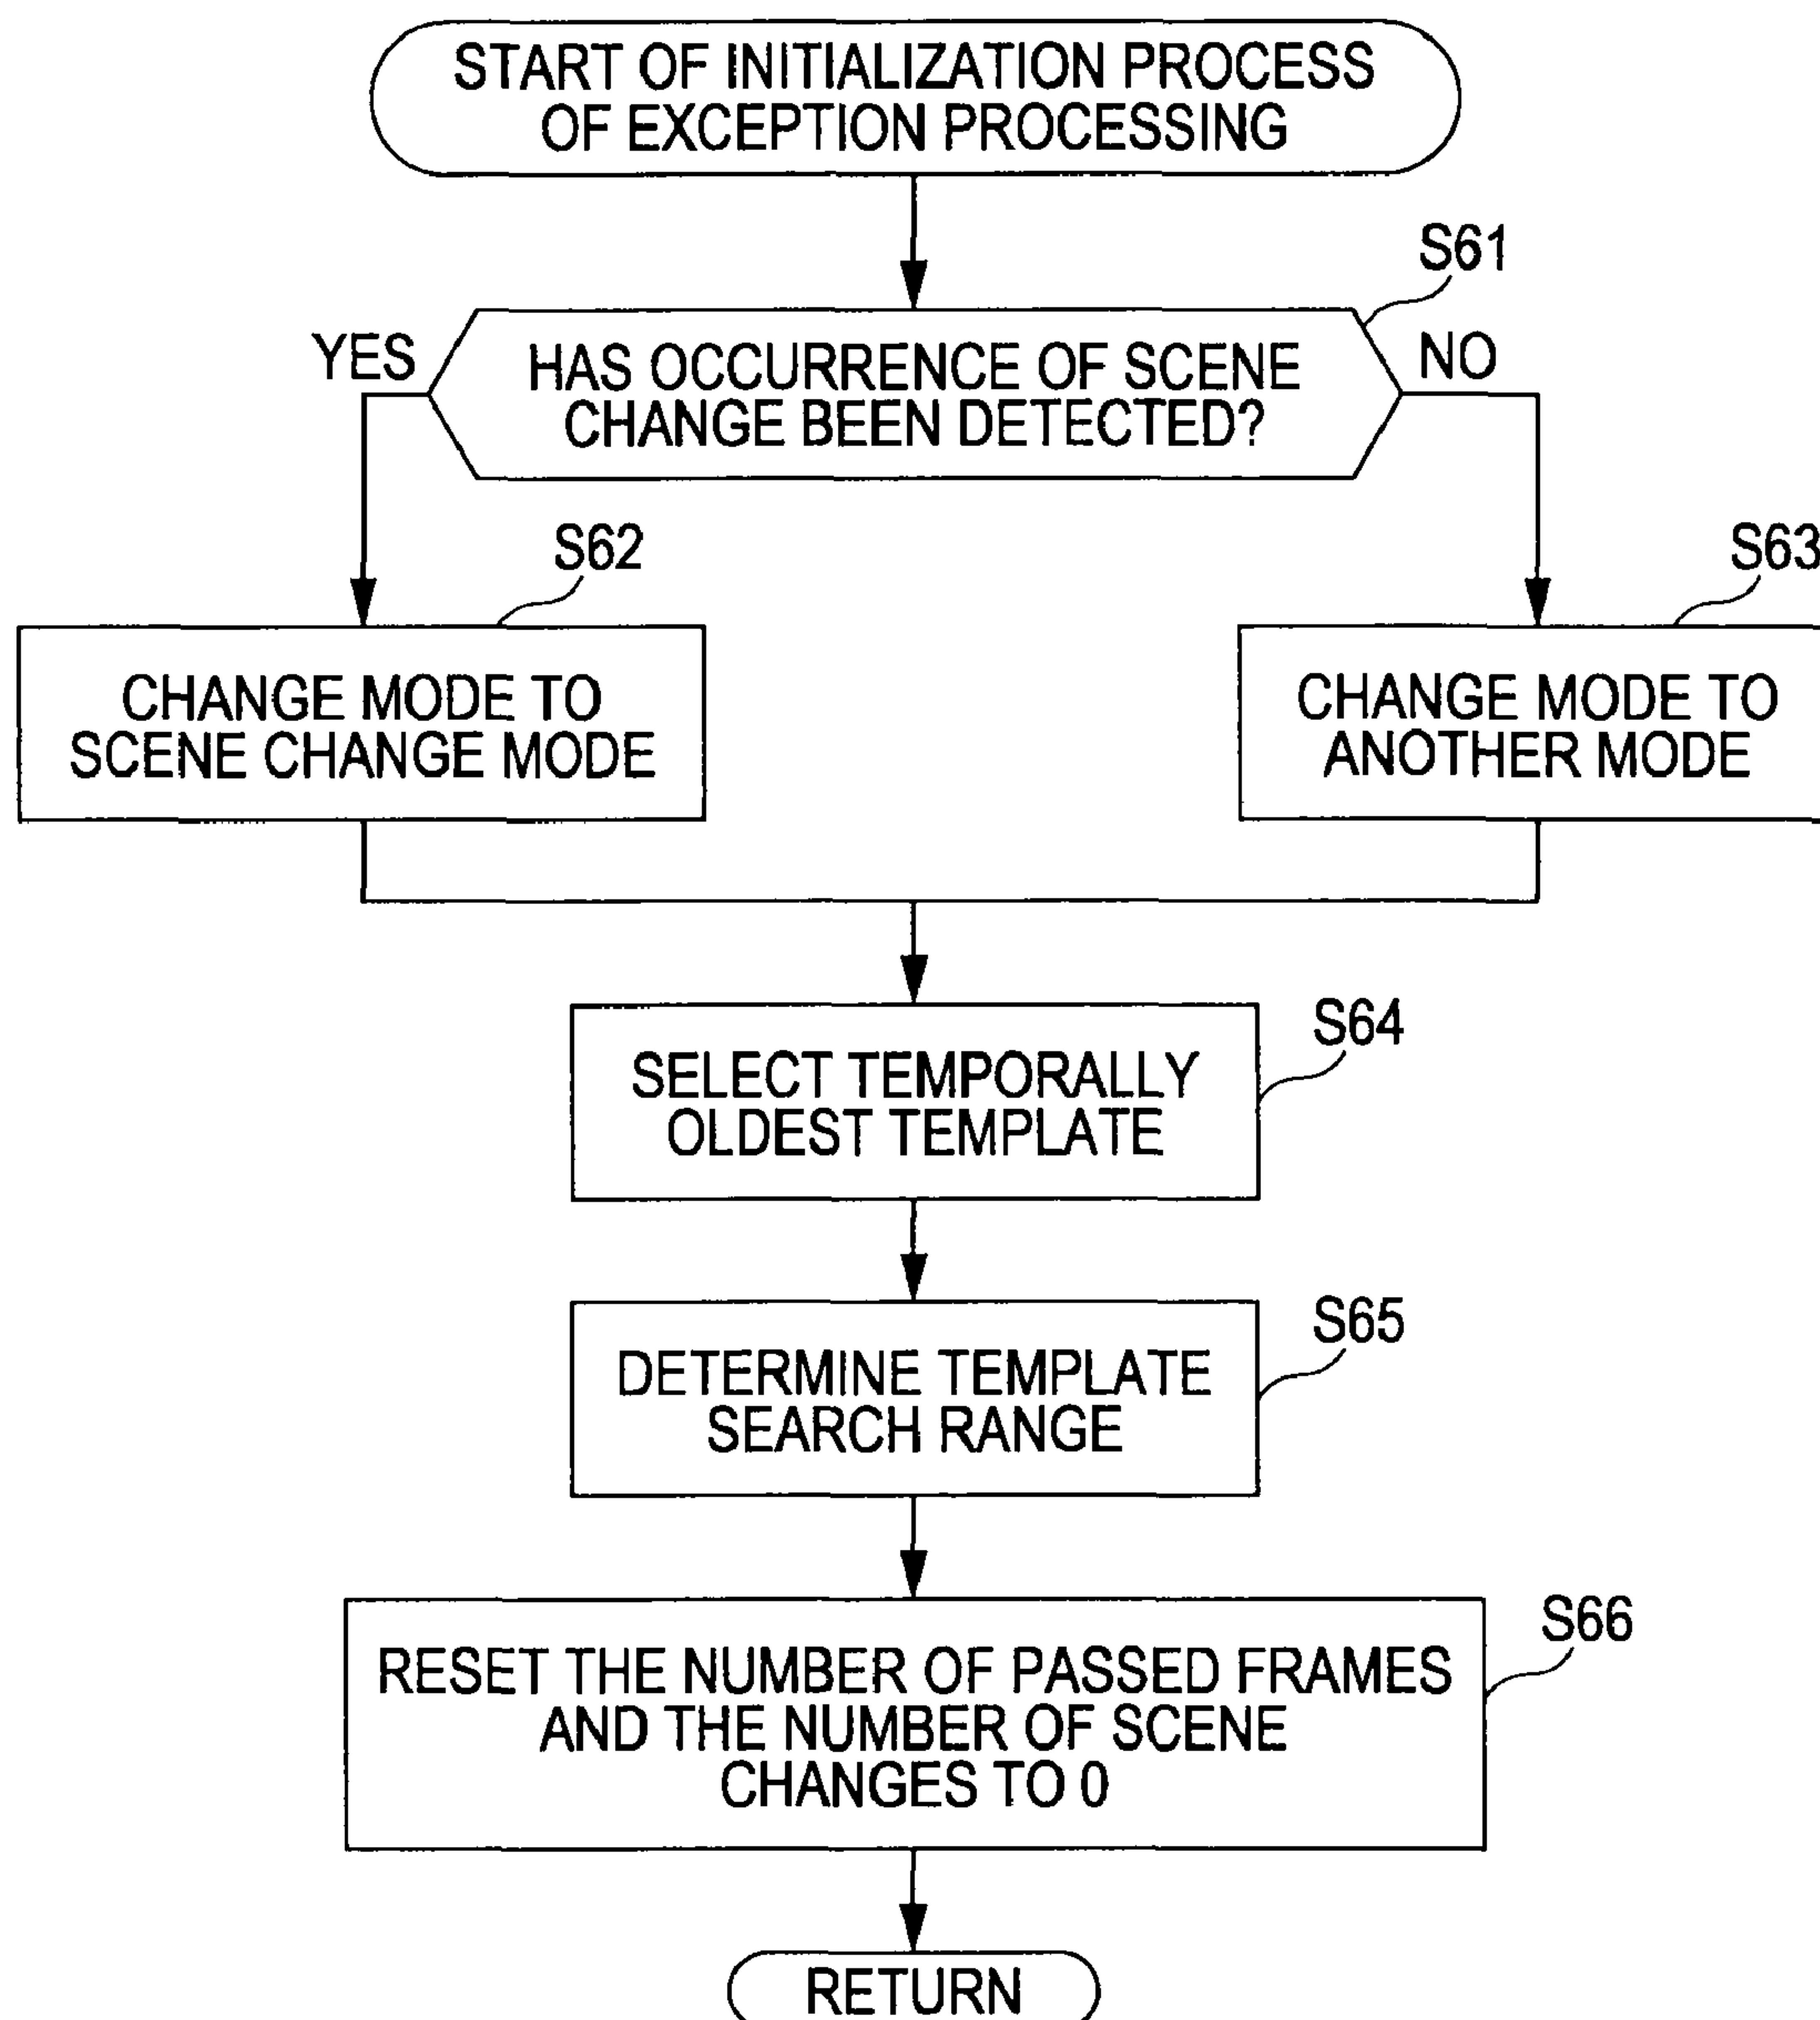 START OF INITIALIZATION PROCESS
OF EXCEPTION PROCESSING
S61
YES
HAS OCCURRENCE OF SCENE
CHANGE BEEN DETECTED?
NO
S62
S63
CHANGE MODE TO
SCENE CHANGE MODE
CHANGE MODE TO
ANOTHER MODE
S64
SELECT TEMPORALLY
OLDEST TEMPLATE
S65
DETERMINE TEMPLATE
SEARCH RANGE
S66
RESET THE NUMBER OF PASSED FRAMES
AND THE NUMBER OF SCENE
CHANGES TO 0
RETURN